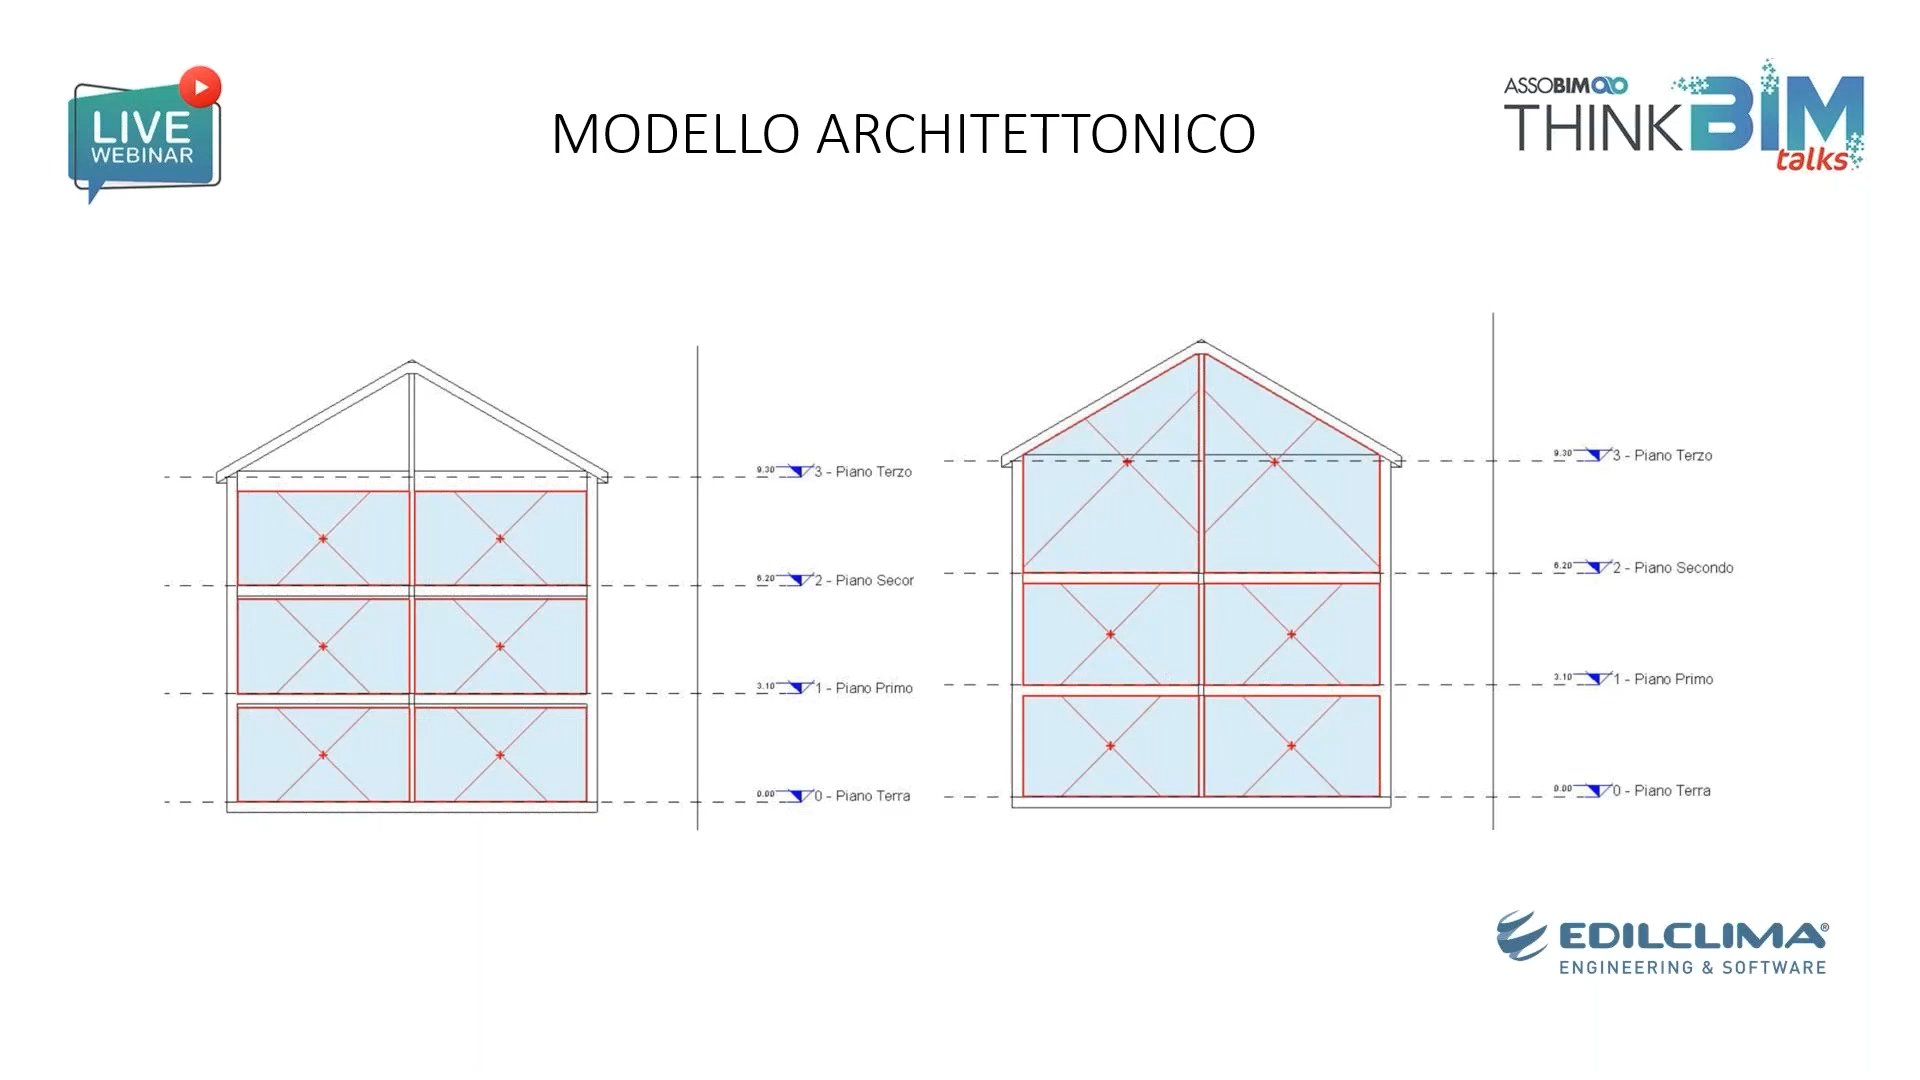 LIVE
WEBINAR
MODELLO ARCHITETTONICO
ASSOBIM
THINKBIM
talks
9.30 3 - Piano Terzo
6.20 2 - Piano Secor
3.10 1 - Piano Primo
0.00 0 - Piano Terra
9.30 3 - Piano Terzo
6.20 2 - Piano Secondo
3.10 1 - Piano Primo
0.00 0 - Piano Terra
EDILCLIMA®
ENGINEERING & SOFTWARE